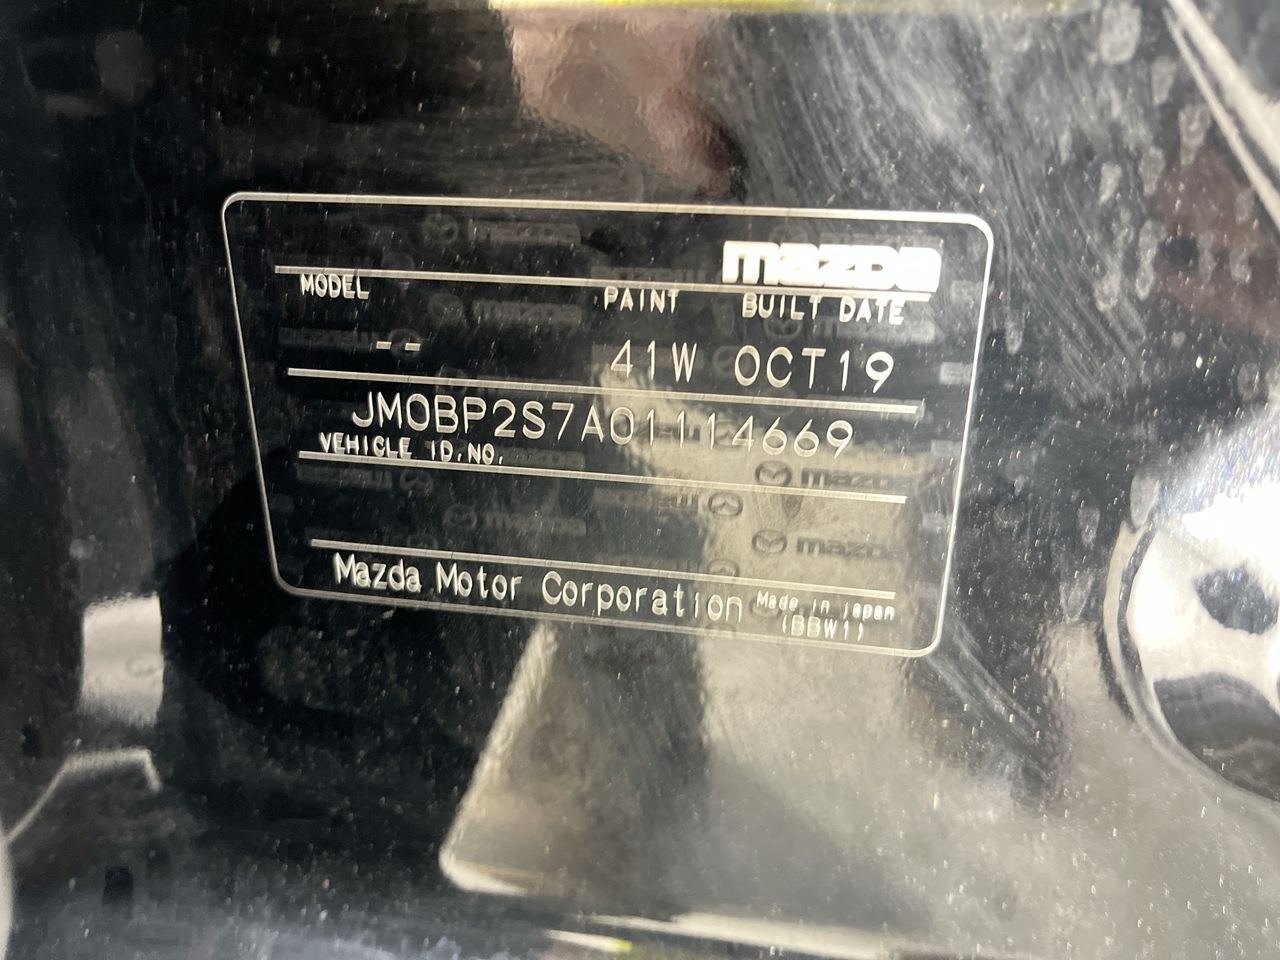 mazda
MODEL PAINT BUILT DATE
-- 41W OCT19
JM0BP2S7A01114669
VEHICLE ID.NO.
Mazda Motor Corporation Made in japan
(BBW1)